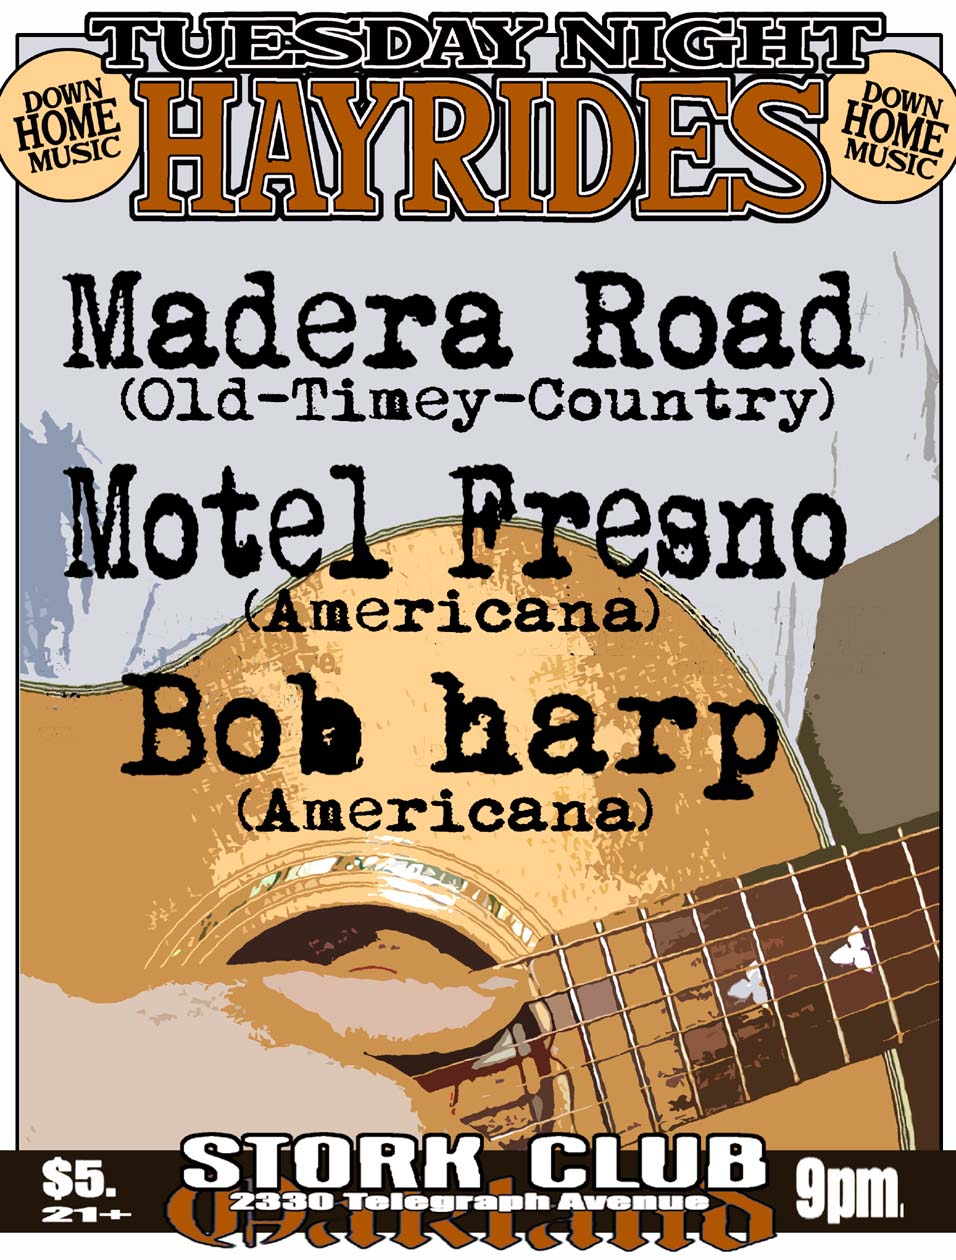 TUESDAY NIGHT
HAYRIDES
DOWN
HOME
MUSIC
DOWN
HOME
MUSIC
Madera Road
(Old-Timey-Country)
Motel Fresno
(Americana)
Bob harp
(Americana)
STORK CLUB
2330 Telegraph Avenue
Oakland
$5.
21+
9pm.